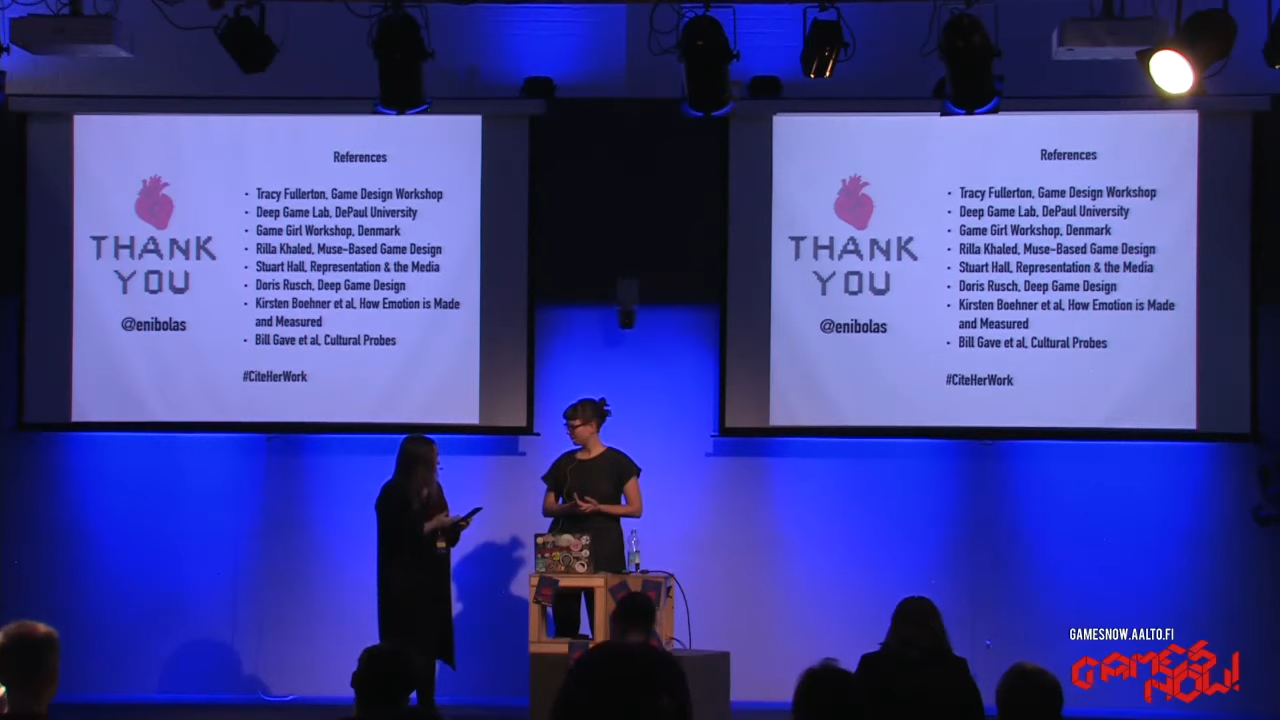 THANK
YOU
@enibolas
References
• Tracy Fullerton, Game Design Workshop
• Deep Game Lab, DePaul University
• Game Girl Workshop, Denmark
• Rilla Khaled, Muse-Based Game Design
• Stuart Hall, Representation & the Media
• Doris Rusch, Deep Game Design
• Kirsten Boehner et al, How Emotion is Made
and Measured
• Bill Gave et al, Cultural Probes
#CiteHerWork
THANK
YOU
@enibolas
References
• Tracy Fullerton, Game Design Workshop
• Deep Game Lab, DePaul University
• Game Girl Workshop, Denmark
• Rilla Khaled, Muse-Based Game Design
• Stuart Hall, Representation & the Media
• Doris Rusch, Deep Game Design
• Kirsten Boehner et al, How Emotion is Made
and Measured
• Bill Gave et al, Cultural Probes
#CiteHerWork
GAMESNOW.AALTO.FI
GAMES
NOW!